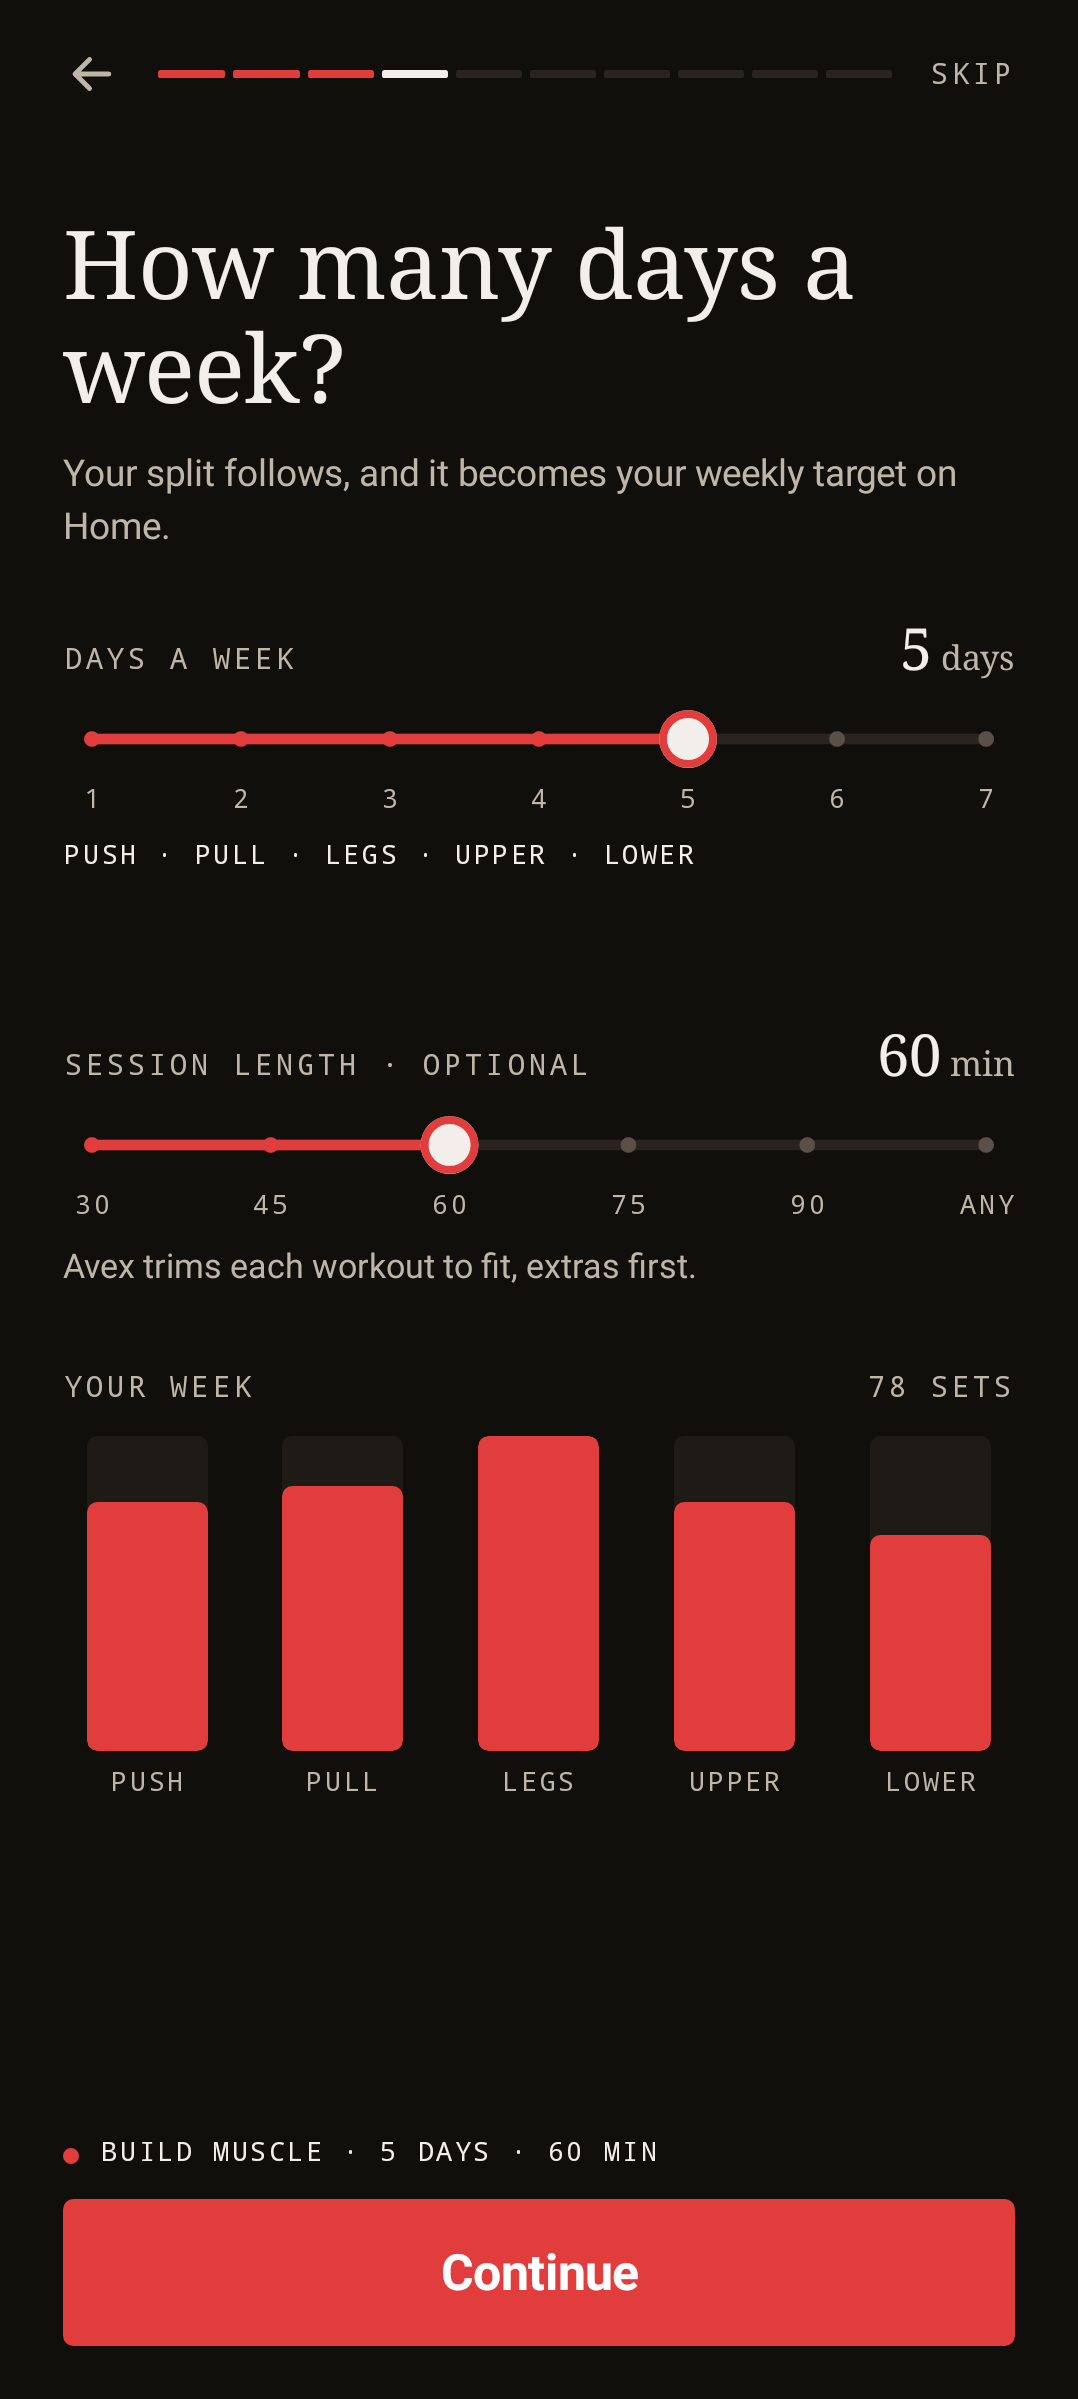 SKIP
How many days a
week?
Your split follows, and it becomes your weekly target on
Home.
DAYS A WEEK 5 days
1 2 3 4 5 6 7
PUSH · PULL · LEGS · UPPER · LOWER
SESSION LENGTH · OPTIONAL 60 min
30 45 60 75 90 ANY
Avex trims each workout to fit, extras first.
YOUR WEEK 78 SETS
PUSH PULL LEGS UPPER LOWER
BUILD MUSCLE · 5 DAYS · 60 MIN
Continue